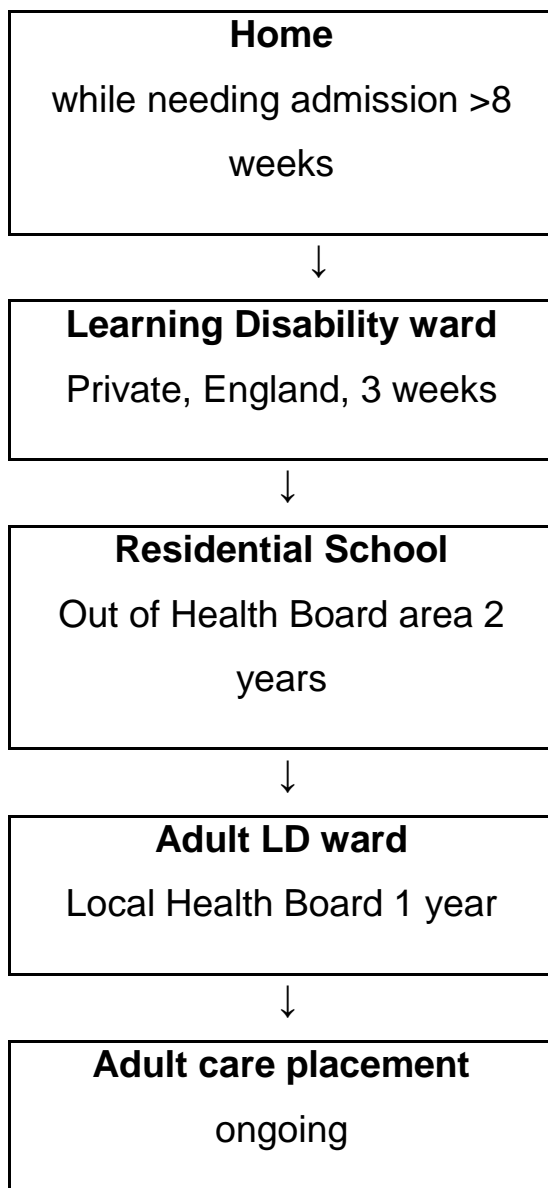 Home
while needing admission >8
weeks
↓
Learning Disability ward
Private, England, 3 weeks
↓
Residential School
Out of Health Board area 2
years
↓
Adult LD ward
Local Health Board 1 year
↓
Adult care placement
ongoing